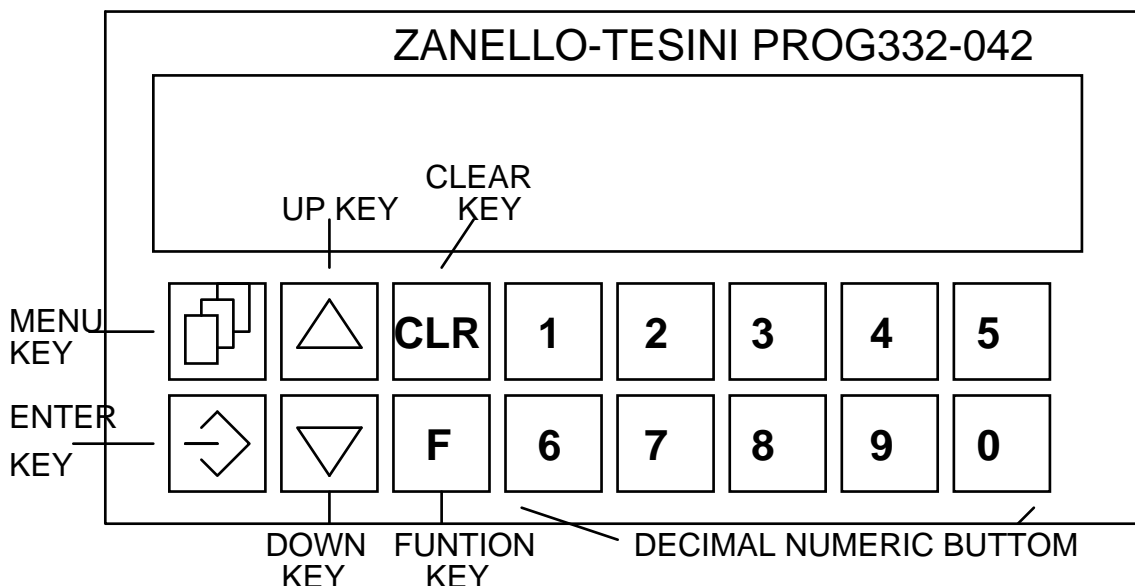 ZANELLO-TESINI PROG332-042
CLEAR
UP KEY KEY
MENU
KEY
CLR 1 2 3 4 5
ENTER
KEY
F 6 7 8 9 0
DOWN
KEY
FUNTION
KEY
DECIMAL NUMERIC BUTTOM